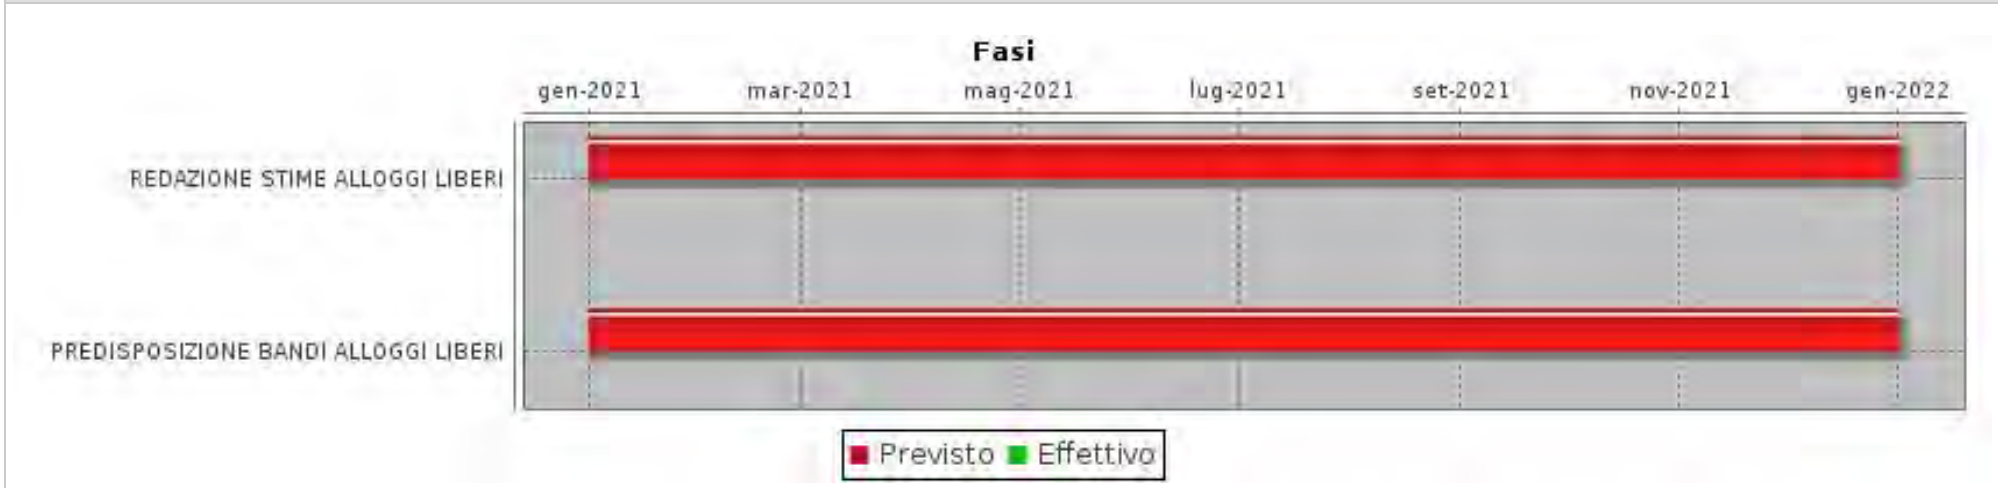 Fasi
gen-2021 mar-2021 mag-2021 lug-2021 set-2021 nov-2021 gen-2022
REDAZIONE STIME ALLOGGI LIBERI
PREDISPOSIZIONE BANDI ALLOGGI LIBERI
Previsto Effettivo